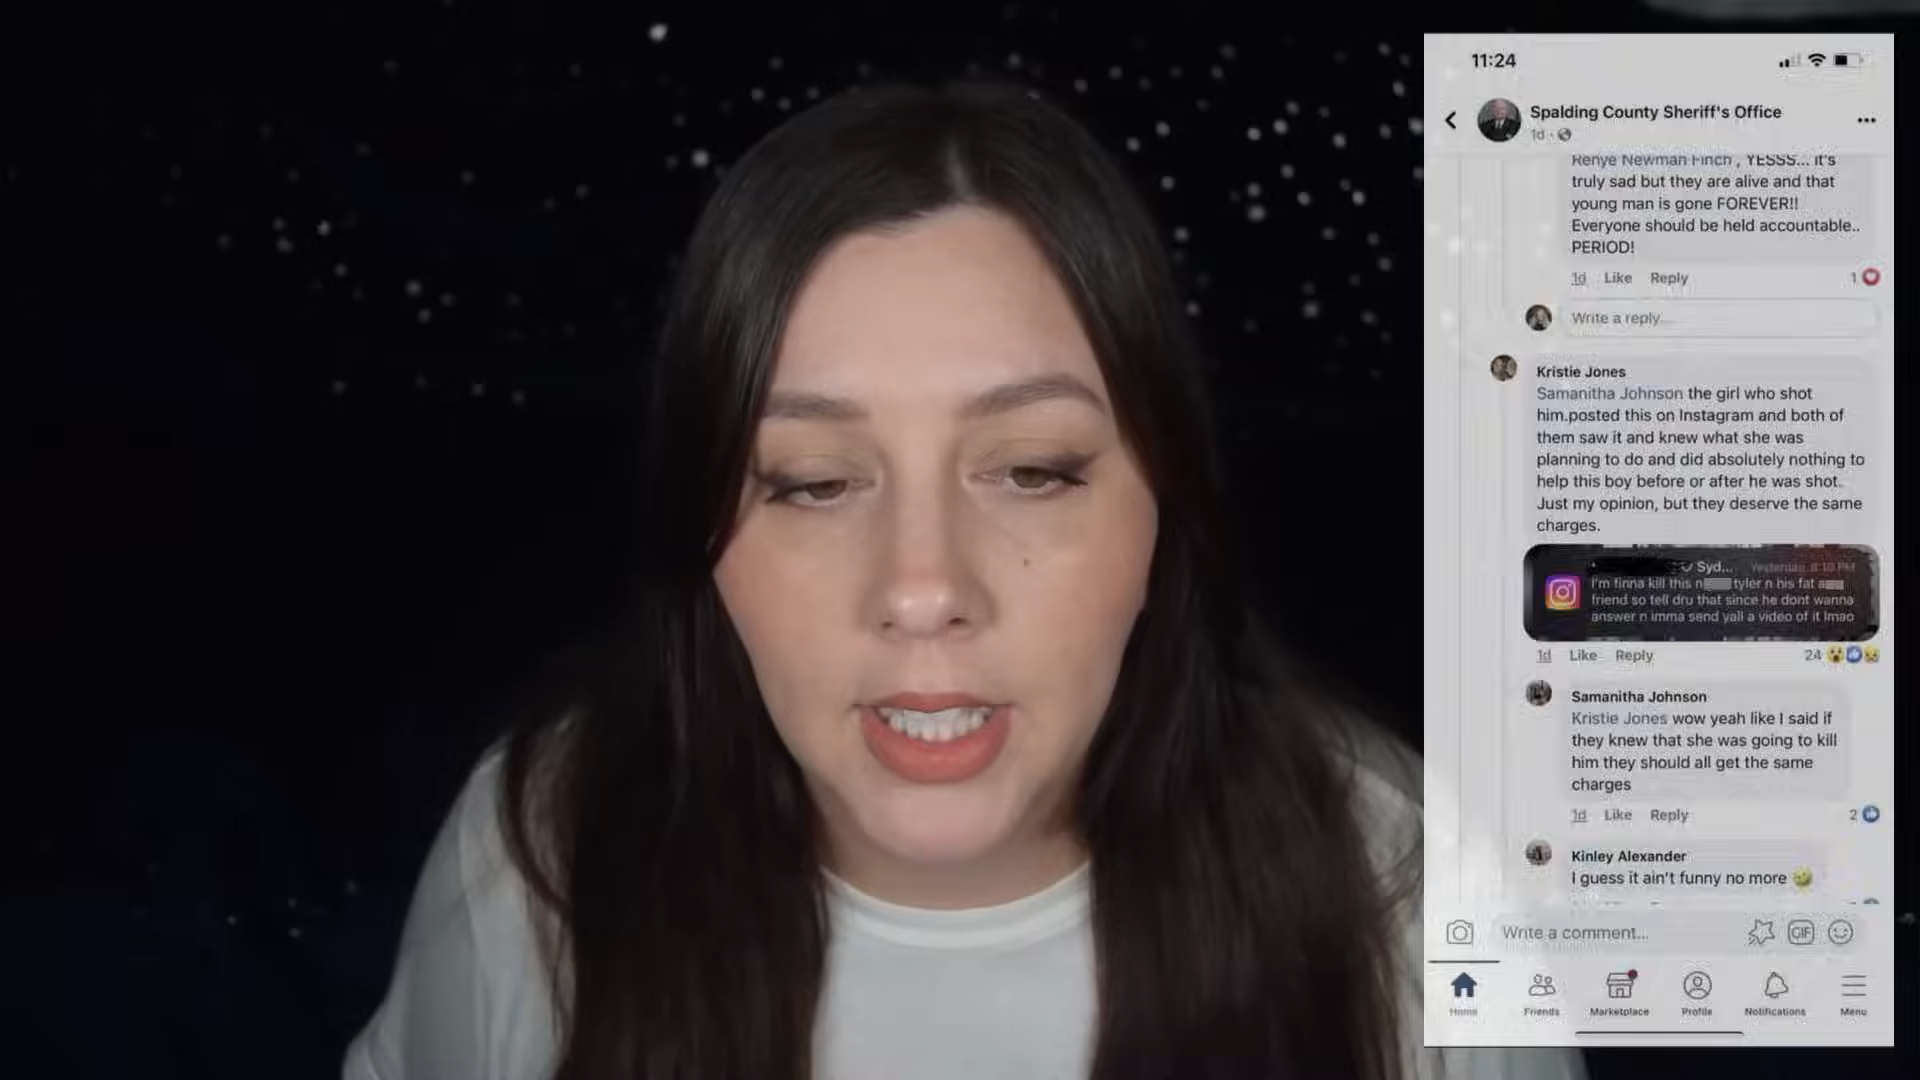 11:24
Spalding County Sheriff's Office
1d
Renye Newman Finch , YESSS... it's
truly sad but they are alive and that
young man is gone FOREVER!!
Everyone should be held accountable..
PERIOD!
1d Like Reply 1
Write a reply...
Kristie Jones
Samanitha Johnson the girl who shot
him.posted this on Instagram and both of
them saw it and knew what she was
planning to do and did absolutely nothing to
help this boy before or after he was shot.
Just my opinion, but they deserve the same
charges.
Syd... Yesterday, 8:10 PM
I'm finna kill this n tyler n his fat a
friend so tell dru that since he dont wanna
answer n imma send yall a video of it lmao
1d Like Reply 24
Samanitha Johnson
Kristie Jones wow yeah like I said if
they knew that she was going to kill
him they should all get the same
charges
1d Like Reply 2
Kinley Alexander
I guess it ain't funny no more
Write a comment...
GIF
Home Friends Marketplace Profile Notifications Menu